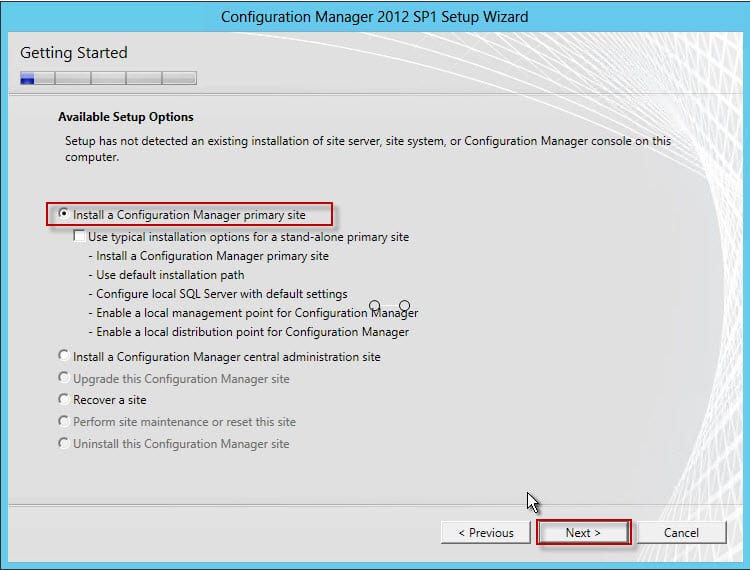 Configuration Manager 2012 SP1 Setup Wizard
Getting Started
Available Setup Options
Setup has not detected an existing installation of site server, site system, or Configuration Manager console on this
computer.
Install a Configuration Manager primary site
Use typical installation options for a stand-alone primary site
- Install a Configuration Manager primary site
- Use default installation path
- Configure local SQL Server with default settings
- Enable a local management point for Configuration Manager
- Enable a local distribution point for Configuration Manager
Install a Configuration Manager central administration site
Upgrade this Configuration Manager site
Recover a site
Perform site maintenance or reset this site
Uninstall this Configuration Manager site
< Previous Next > Cancel